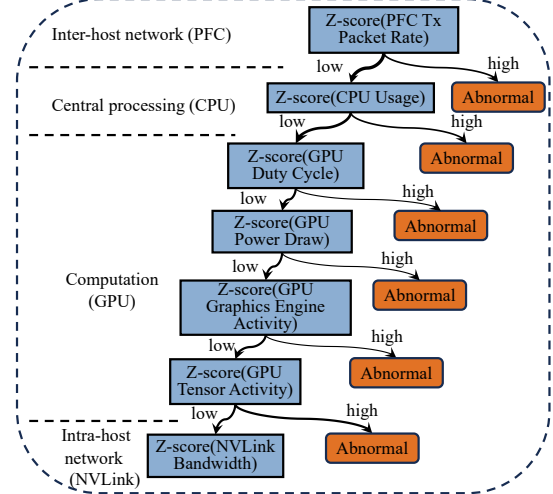 Inter-host network (PFC)
Z-score(PFC Tx
Packet Rate)
low
high
Central processing (CPU)
Z-score(CPU Usage)
Abnormal
low
high
Z-score(GPU
Duty Cycle)
Abnormal
low
high
Z-score(GPU
Power Draw)
Abnormal
low
high
Computation
(GPU)
Z-score(GPU
Graphics Engine
Activity)
Abnormal
low
high
Z-score(GPU
Tensor Activity)
Abnormal
low
high
Intra-host
network
(NVLink)
Z-score(NVLink
Bandwidth)
Abnormal